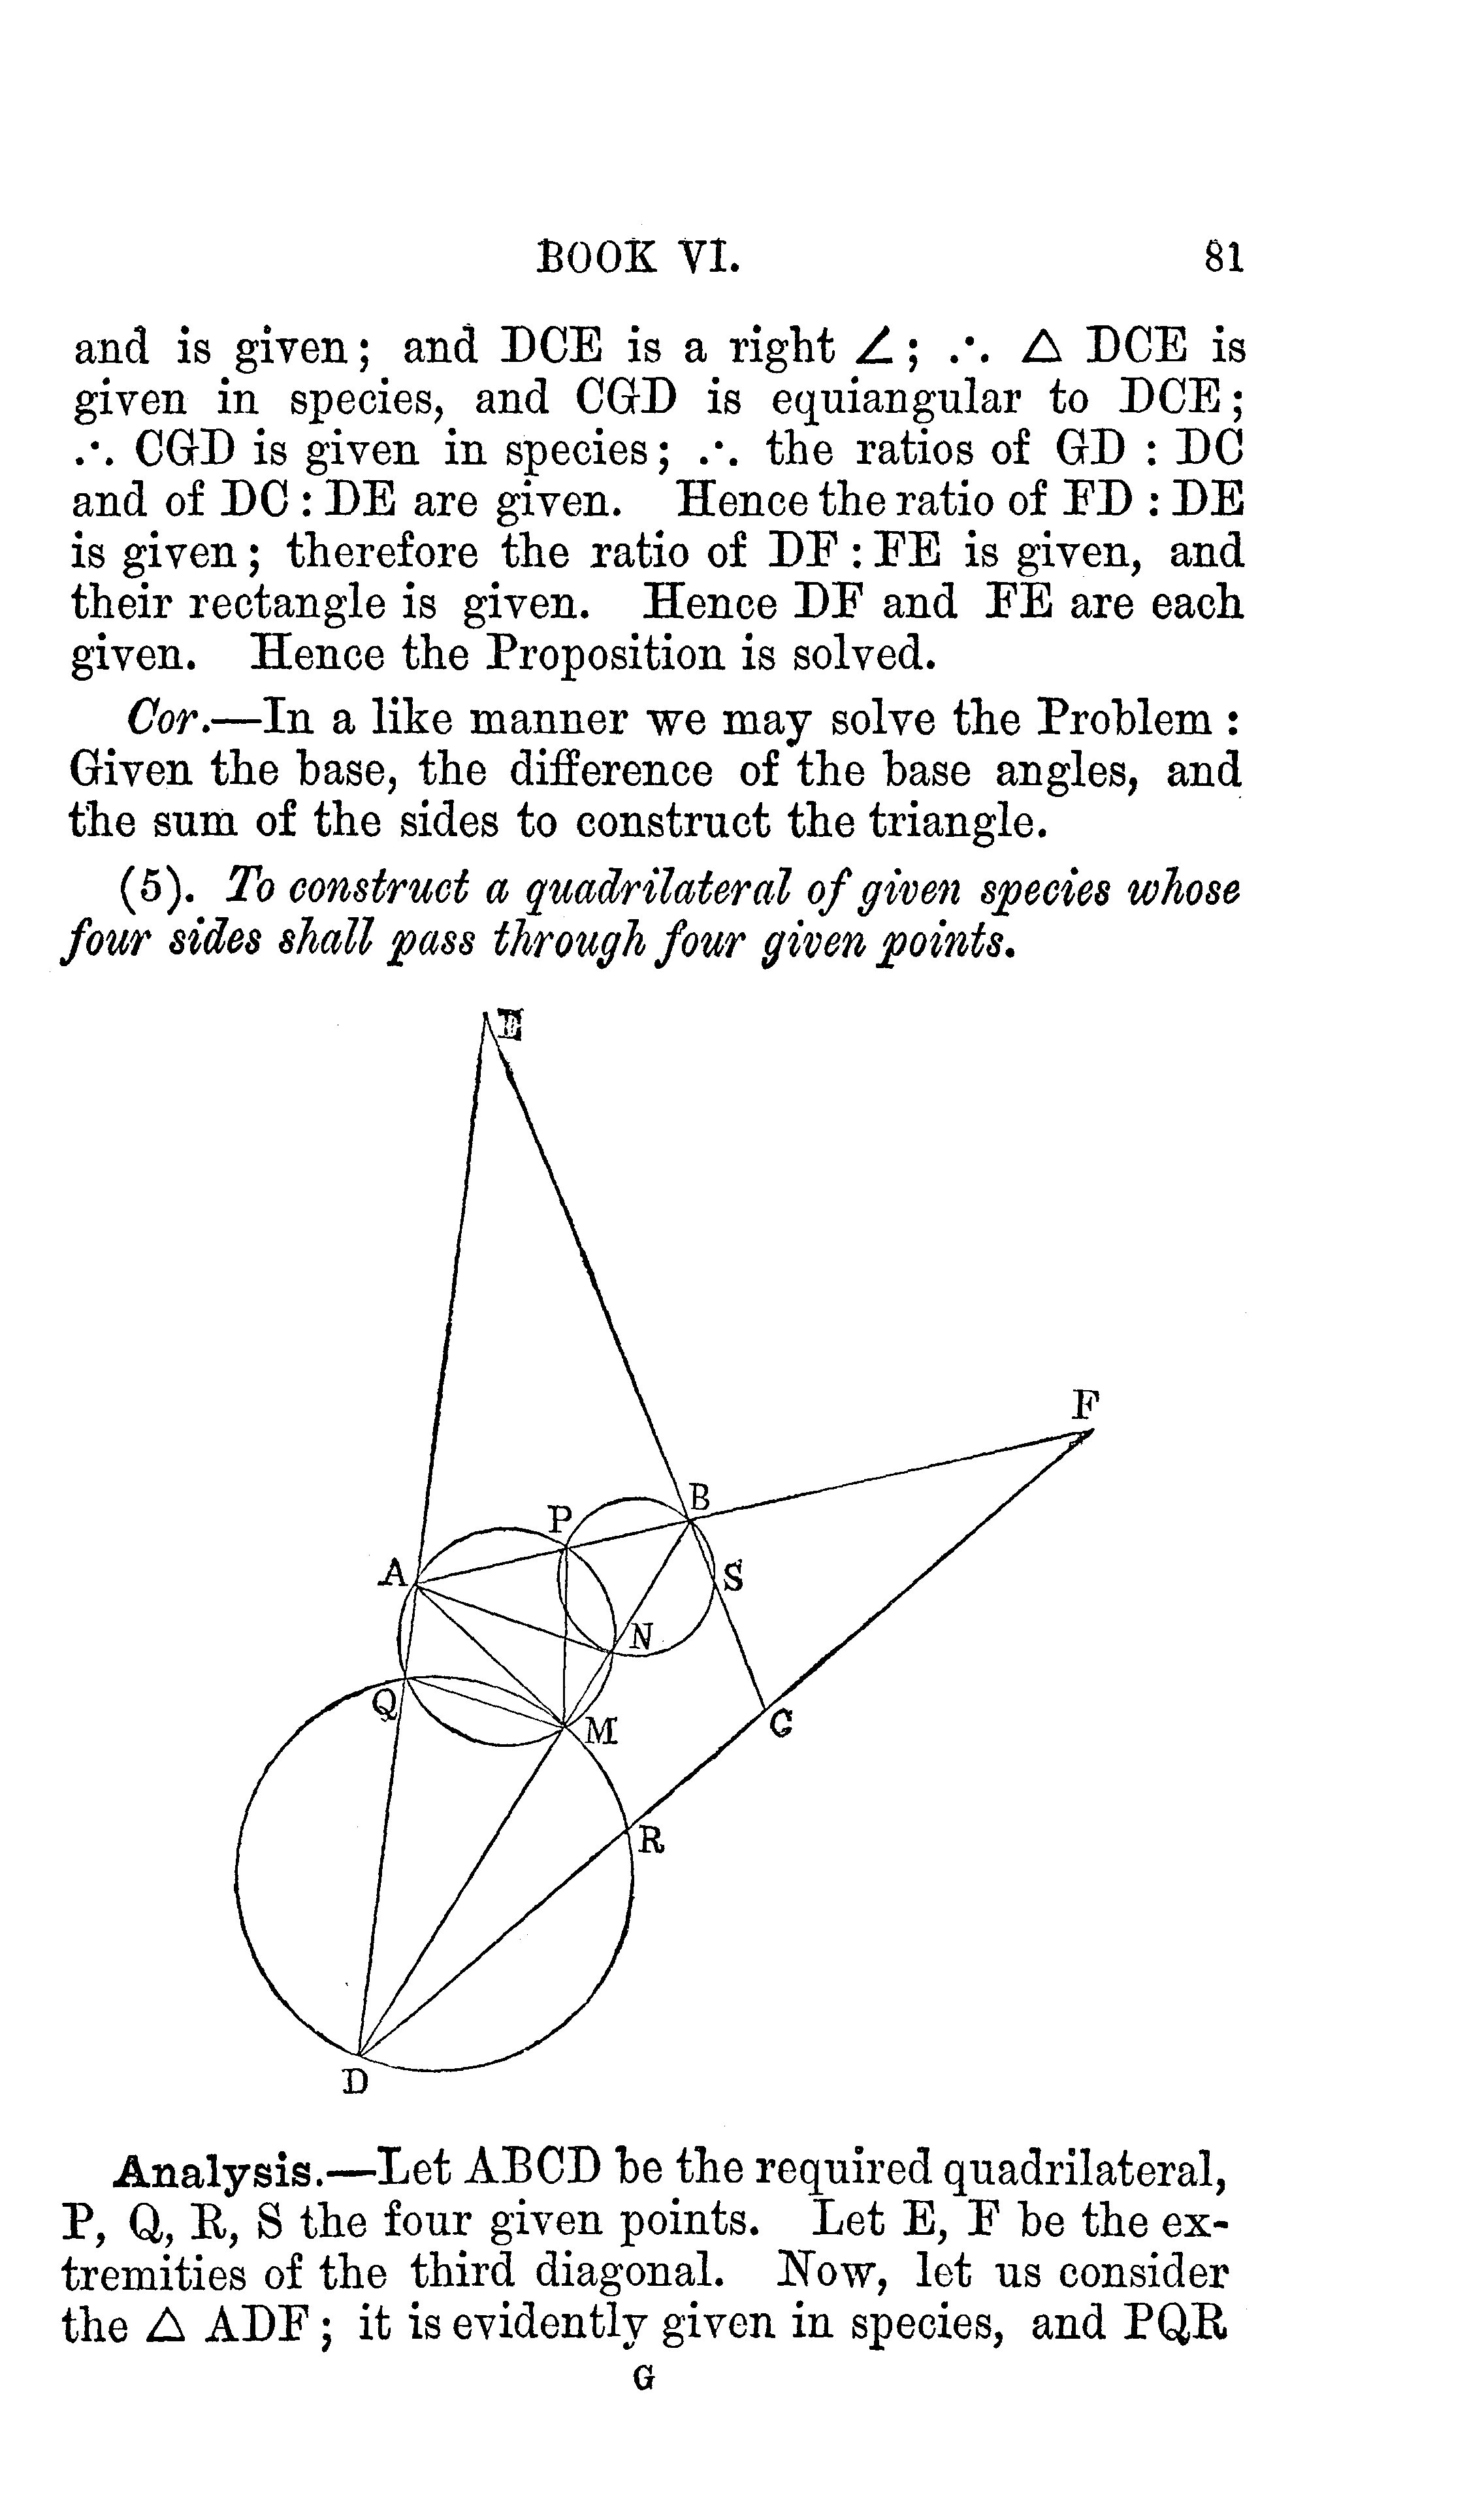 BOOK VI. 81
and is given; and DCE is a right ∠; ∴ △ DCE is
given in species, and CGD is equiangular to DCE;
∴ CGD is given in species; ∴ the ratios of GD : DC
and of DC : DE are given. Hence the ratio of FD : DE
is given; therefore the ratio of DF : FE is given, and
their rectangle is given. Hence DF and FE are each
given. Hence the Proposition is solved.
Cor.—In a like manner we may solve the Problem:
Given the base, the difference of the base angles, and
the sum of the sides to construct the triangle.
(5). To construct a quadrilateral of given species whose
four sides shall pass through four given points.
E
F
B
P
A
S
N
Q
M
C
R
D
Analysis.—Let ABCD be the required quadrilateral,
P, Q, R, S the four given points. Let E, F be the ex-
tremities of the third diagonal. Now, let us consider
the △ ADF; it is evidently given in species, and PQR
G